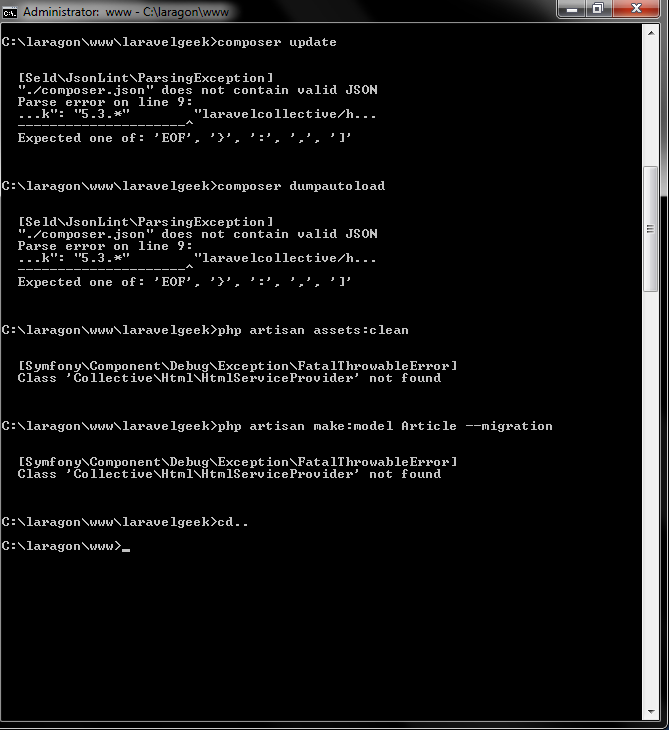 Administrator: www - C:\laragon\www
C:\laragon\www\laravelgeek>composer update
[Seld\JsonLint\ParsingException]
"./composer.json" does not contain valid JSON
Parse error on line 9:
...k": "5.3.*"        "laravelcollective/h...
---------------------^
Expected one of: 'EOF', '}', ':', ',', ']'
C:\laragon\www\laravelgeek>composer dumpautoload
[Seld\JsonLint\ParsingException]
"./composer.json" does not contain valid JSON
Parse error on line 9:
...k": "5.3.*"        "laravelcollective/h...
---------------------^
Expected one of: 'EOF', '}', ':', ',', ']'
C:\laragon\www\laravelgeek>php artisan assets:clean
[Symfony\Component\Debug\Exception\FatalThrowableError]
Class 'Collective\Html\HtmlServiceProvider' not found
C:\laragon\www\laravelgeek>php artisan make:model Article --migration
[Symfony\Component\Debug\Exception\FatalThrowableError]
Class 'Collective\Html\HtmlServiceProvider' not found
C:\laragon\www\laravelgeek>cd..
C:\laragon\www>_